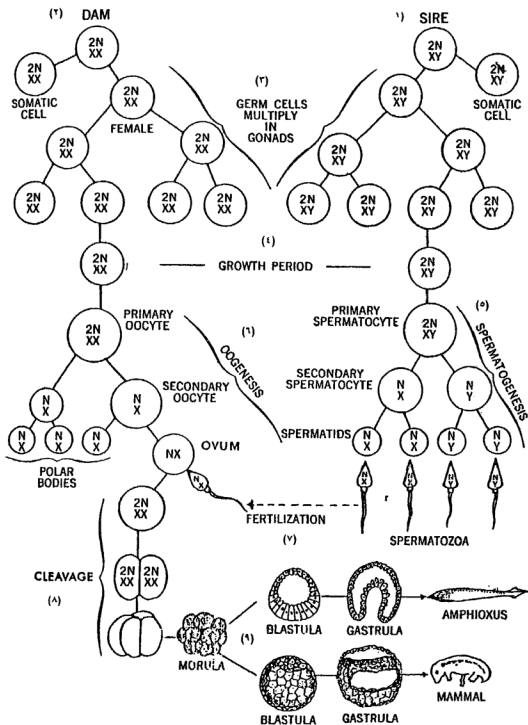 (٢) DAM
(١) SIRE
2N
XX
2N
XY
2N
XX
SOMATIC
CELL
2N
XX
FEMALE
(٣)
GERM CELLS
MULTIPLY
IN
GONADS
2N
XY
2N
XY
SOMATIC
CELL
2N
XX
2N
XX
2N
XY
2N
XY
2N
XX
2N
XX
2N
XX
2N
XX
2N
XY
2N
XY
2N
XY
2N
XY
(٤)
2N
XX
GROWTH PERIOD
2N
XY
PRIMARY
OOCYTE
2N
XX
(٦)
OOGENESIS
PRIMARY
SPERMATOCYTE
2N
XY
(٥)
SPERMATOGENESIS
SECONDARY
OOCYTE
N
X
N
X
SECONDARY
SPERMATOCYTE
N
X
N
Y
N
X
N
X
N
X
POLAR
BODIES
OVUM
NX
N
X
SPERMATIDS
N
X
N
X
N
Y
N
Y
N
X
N
X
N
Y
N
Y
r
SPERMATOZOA
2N
XX
FERTILIZATION
(٧)
CLEAVAGE
(٨)
2N
XX
2N
XX
MORULA
(٩)
BLASTULA
GASTRULA
AMPHIOXUS
BLASTULA
GASTRULA
MAMMAL